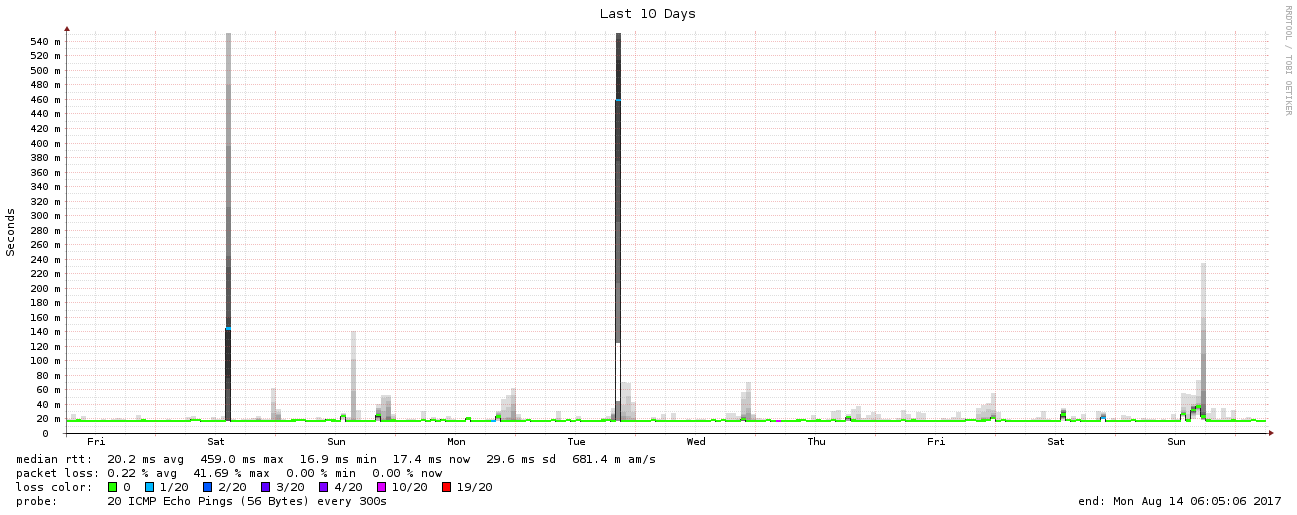 Last 10 Days
RRDTOOL / TOBI OETIKER
Seconds
540 m
520 m
500 m
480 m
460 m
440 m
420 m
400 m
380 m
360 m
340 m
320 m
300 m
280 m
260 m
240 m
220 m
200 m
180 m
160 m
140 m
120 m
100 m
80 m
60 m
40 m
20 m
0
Fri Sat Sun Mon Tue Wed Thu Fri Sat Sun
median rtt: 20.2 ms avg 459.0 ms max 16.9 ms min 17.4 ms now 29.6 ms sd 681.4 m am/s
packet loss: 0.22 % avg 41.69 % max 0.00 % min 0.00 % now
loss color: 0 1/20 2/20 3/20 4/20 10/20 19/20
probe: 20 ICMP Echo Pings (56 Bytes) every 300s end: Mon Aug 14 06:05:06 2017